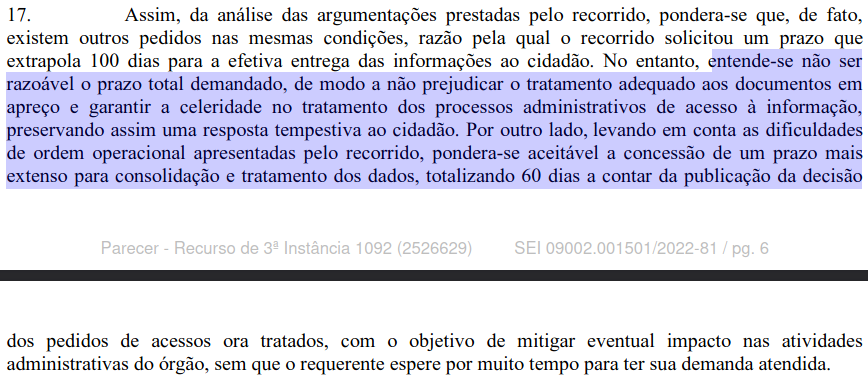 17. Assim, da análise das argumentações prestadas pelo recorrido, pondera-se que, de fato,
existem outros pedidos nas mesmas condições, razão pela qual o recorrido solicitou um prazo que
extrapola 100 dias para a efetiva entrega das informações ao cidadão. No entanto, entende-se não ser
razoável o prazo total demandado, de modo a não prejudicar o tratamento adequado aos documentos em
apreço e garantir a celeridade no tratamento dos processos administrativos de acesso à informação,
preservando assim uma resposta tempestiva ao cidadão. Por outro lado, levando em conta as dificuldades
de ordem operacional apresentadas pelo recorrido, pondera-se aceitável a concessão de um prazo mais
extenso para consolidação e tratamento dos dados, totalizando 60 dias a contar da publicação da decisão
Parecer - Recurso de 3ª Instância 1092 (2526629) SEI 09002.001501/2022-81 / pg. 6
dos pedidos de acessos ora tratados, com o objetivo de mitigar eventual impacto nas atividades
administrativas do órgão, sem que o requerente espere por muito tempo para ter sua demanda atendida.